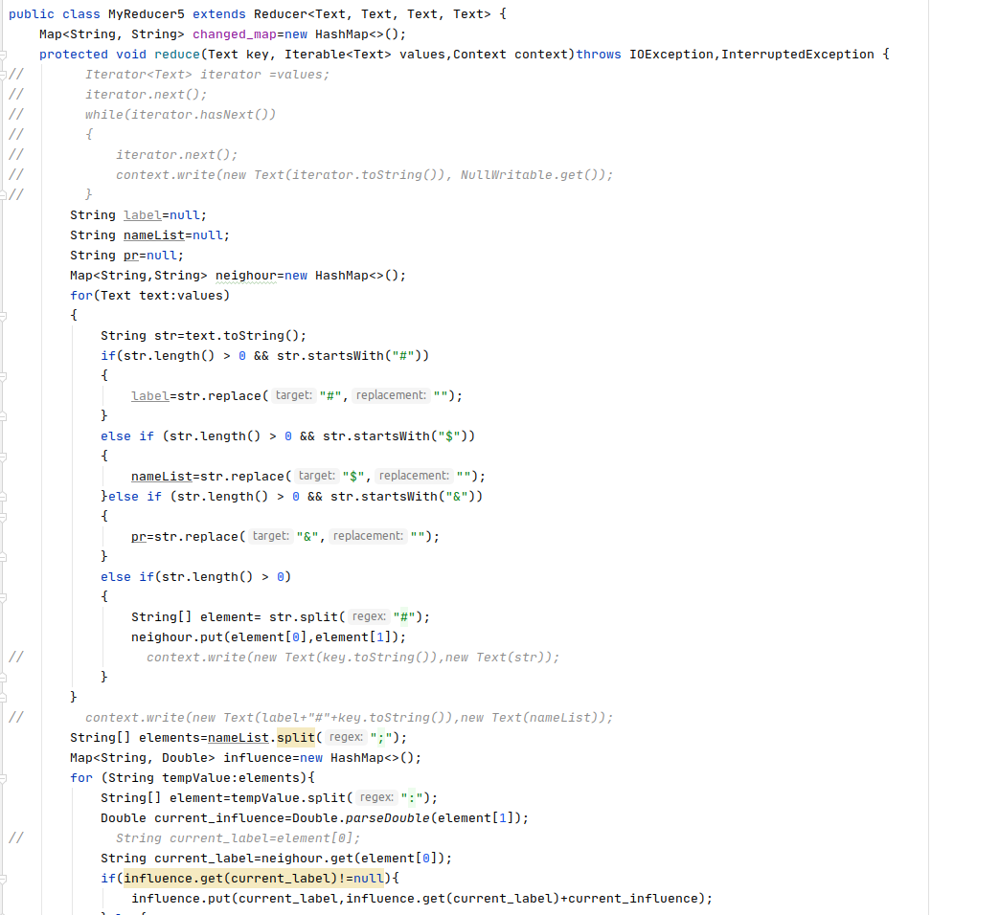 public class MyReducer5 extends Reducer<Text, Text, Text, Text> {
    Map<String, String> changed_map=new HashMap<>();
    protected void reduce(Text key, Iterable<Text> values,Context context)throws IOException,InterruptedException {
//        Iterator<Text> iterator =values;
//        iterator.next();
//        while(iterator.hasNext())
//        {
//            iterator.next();
//            context.write(new Text(iterator.toString()), NullWritable.get());
//        }
        String label=null;
        String nameList=null;
        String pr=null;
        Map<String,String> neighour=new HashMap<>();
        for(Text text:values)
        {
            String str=text.toString();
            if(str.length() > 0 && str.startsWith("#"))
            {
                label=str.replace( target: "#", replacement: "");
            }
            else if (str.length() > 0 && str.startsWith("$"))
            {
                nameList=str.replace( target: "$", replacement: "");
            }else if (str.length() > 0 && str.startsWith("&"))
            {
                pr=str.replace( target: "&", replacement: "");
            }
            else if(str.length() > 0)
            {
                String[] element= str.split( regex: "#");
                neighour.put(element[0],element[1]);
//                context.write(new Text(key.toString()),new Text(str));
            }
        }
//        context.write(new Text(label+"#"+key.toString()),new Text(nameList));
        String[] elements=nameList.split( regex: ";");
        Map<String, Double> influence=new HashMap<>();
        for (String tempValue:elements){
            String[] element=tempValue.split( regex: ":");
            Double current_influence=Double.parseDouble(element[1]);
//            String current_label=element[0];
            String current_label=neighour.get(element[0]);
            if(influence.get(current_label)!=null){
                influence.put(current_label,influence.get(current_label)+current_influence);